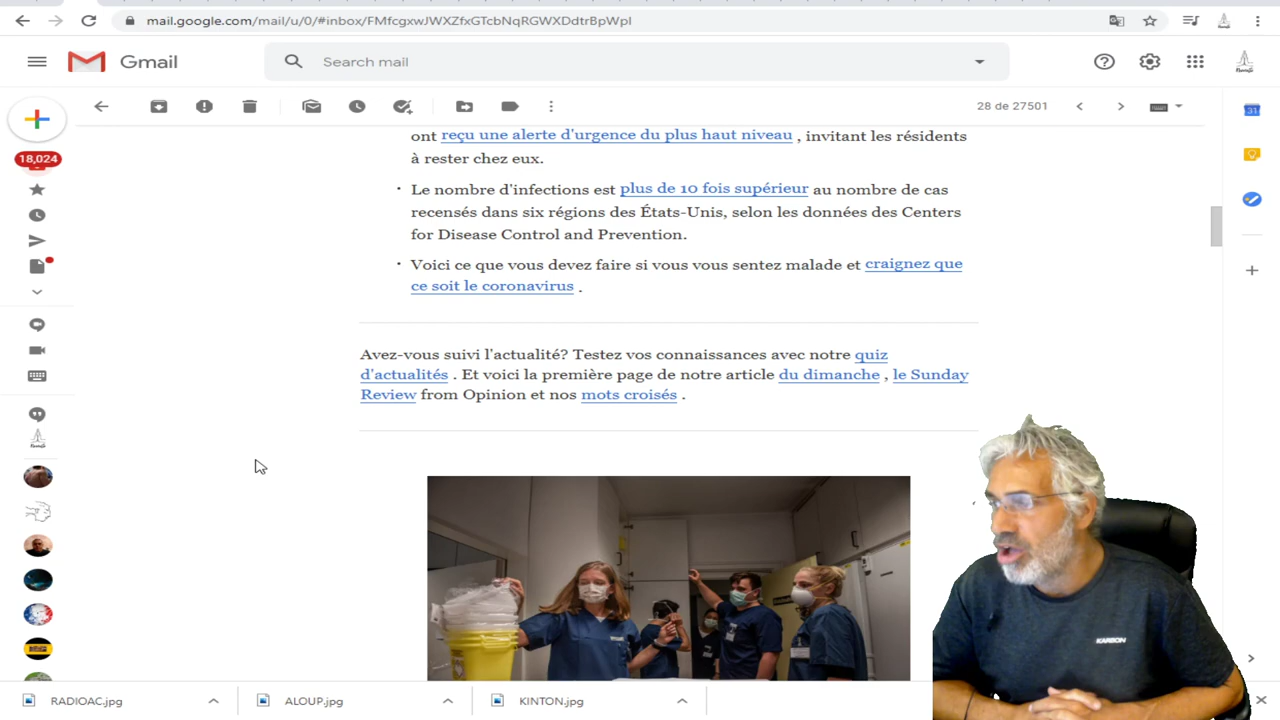 mail.google.com/mail/u/0/#inbox/FMfcgxwJWXZfxGTcbNqRGWXDdtrBpWpl
Gmail
Search mail
28 de 27501
31
18,024
ont reçu une alerte d'urgence du plus haut niveau , invitant les résidents
à rester chez eux.
· Le nombre d'infections est plus de 10 fois supérieur au nombre de cas
recensés dans six régions des États-Unis, selon les données des Centers
for Disease Control and Prevention.
· Voici ce que vous devez faire si vous vous sentez malade et craignez que
ce soit le coronavirus .
Avez-vous suivi l'actualité? Testez vos connaissances avec notre quiz
d'actualités . Et voici la première page de notre article du dimanche , le Sunday
Review from Opinion et nos mots croisés .
KARBON
RADIOAC.jpg
ALOUP.jpg
KINTON.jpg